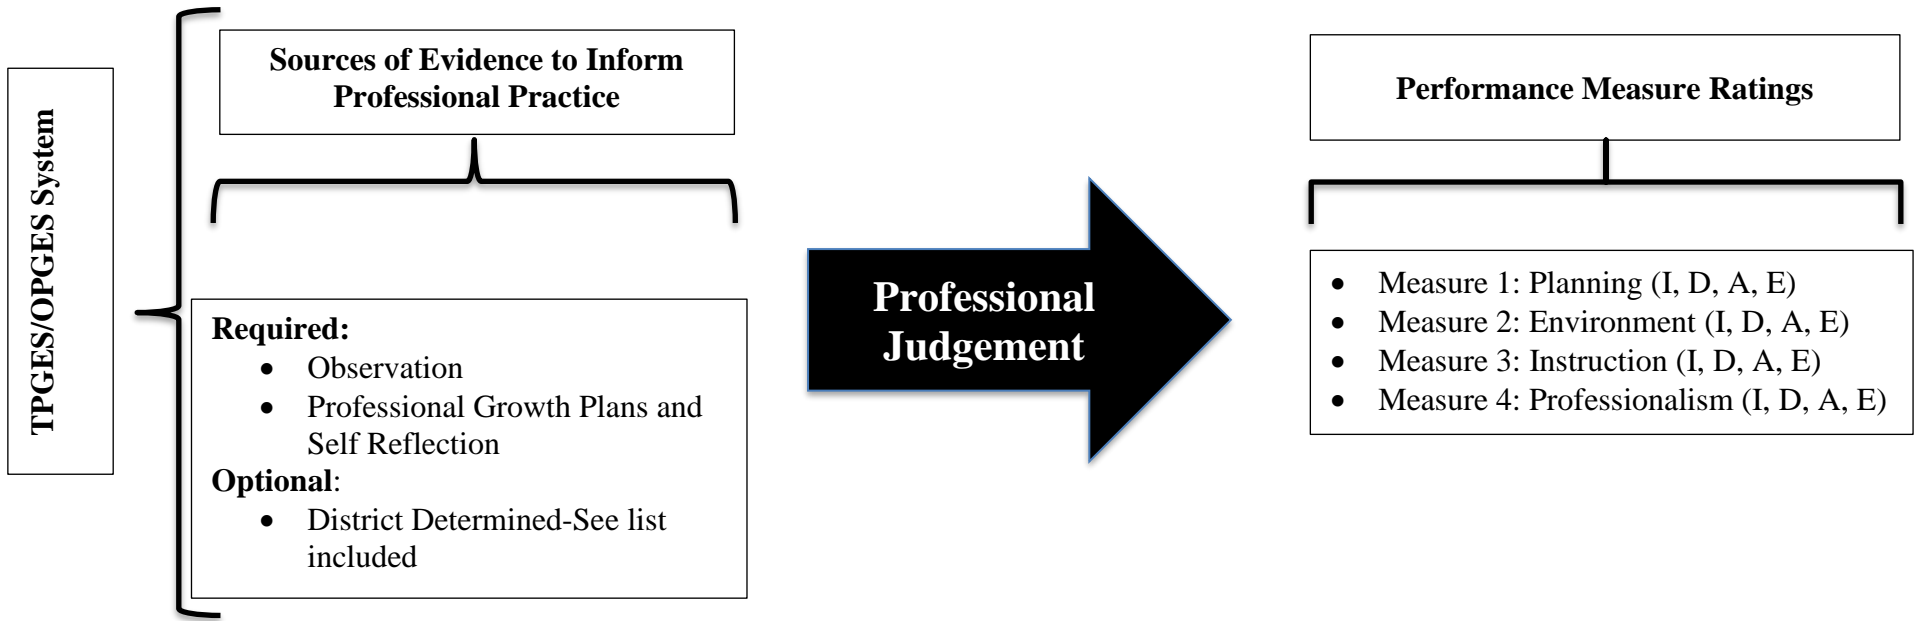 TPGES/OPGES System
Sources of Evidence to Inform
Professional Practice
Required:
• Observation
• Professional Growth Plans and
Self Reflection
Optional:
• District Determined-See list
included
Professional
Judgement
Performance Measure Ratings
• Measure 1: Planning (I, D, A, E)
• Measure 2: Environment (I, D, A, E)
• Measure 3: Instruction (I, D, A, E)
• Measure 4: Professionalism (I, D, A, E)